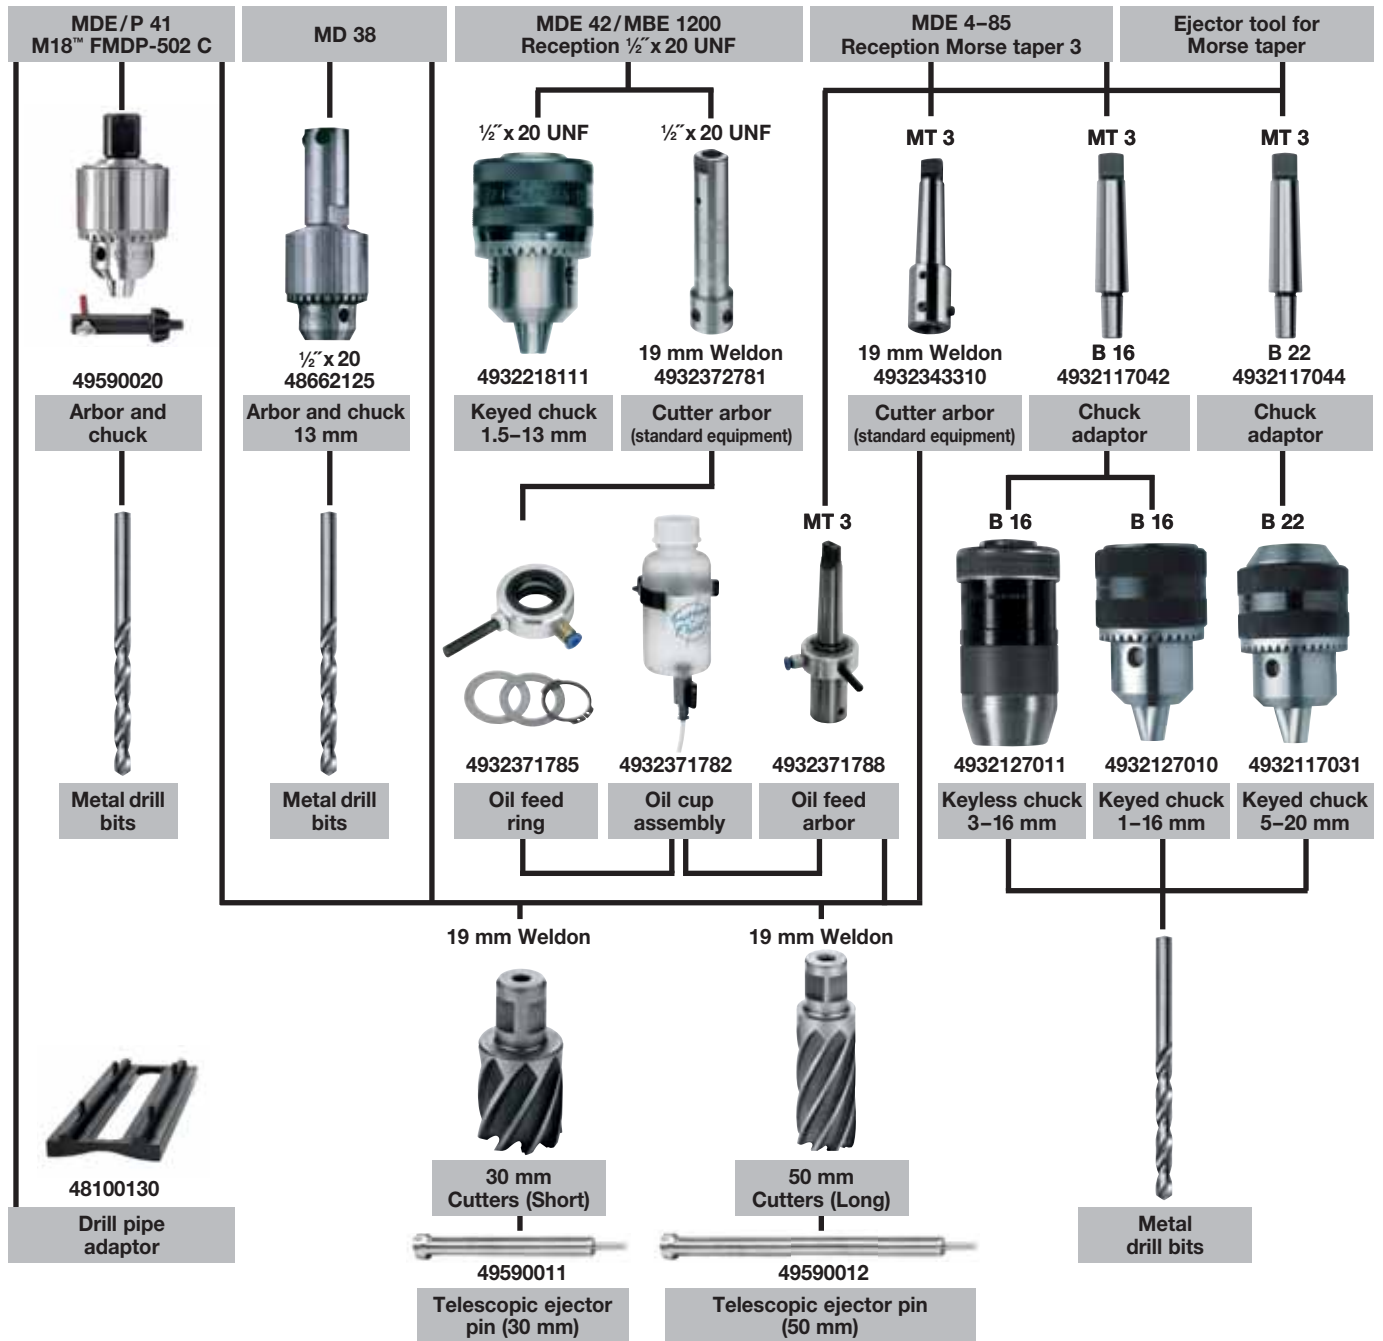 MDE/P 41
M18™ FMDP-502 C
MD 38
MDE 42/MBE 1200
Reception ½˝x 20 UNF
MDE 4–85
Reception Morse taper 3
Ejector tool for
Morse taper
½˝x 20 UNF
½˝x 20 UNF
MT 3
MT 3
MT 3
49590020
½˝x 20
48662125
4932218111
19 mm Weldon
4932372781
19 mm Weldon
4932343310
B 16
4932117042
B 22
4932117044
Arbor and
chuck
Arbor and chuck
13 mm
Keyed chuck
1.5–13 mm
Cutter arbor
(standard equipment)
Cutter arbor
(standard equipment)
Chuck
adaptor
Chuck
adaptor
MT 3
B 16
B 16
B 22
4932371785
4932371782
4932371788
4932127011
4932127010
4932117031
Metal drill
bits
Metal drill
bits
Oil feed
ring
Oil cup
assembly
Oil feed
arbor
Keyless chuck
3–16 mm
Keyed chuck
1–16 mm
Keyed chuck
5–20 mm
19 mm Weldon
19 mm Weldon
48100130
Drill pipe
adaptor
30 mm
Cutters (Short)
50 mm
Cutters (Long)
Metal
drill bits
49590011
49590012
Telescopic ejector
pin (30 mm)
Telescopic ejector pin
(50 mm)